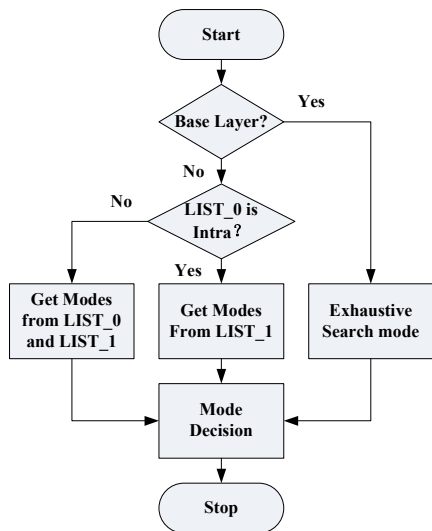 Start
Yes
Base Layer?
No
No
LIST_0 is
Intra？
Yes
Get Modes
from LIST_0
and LIST_1
Get Modes
From LIST_1
Exhaustive
Search mode
Mode
Decision
Stop